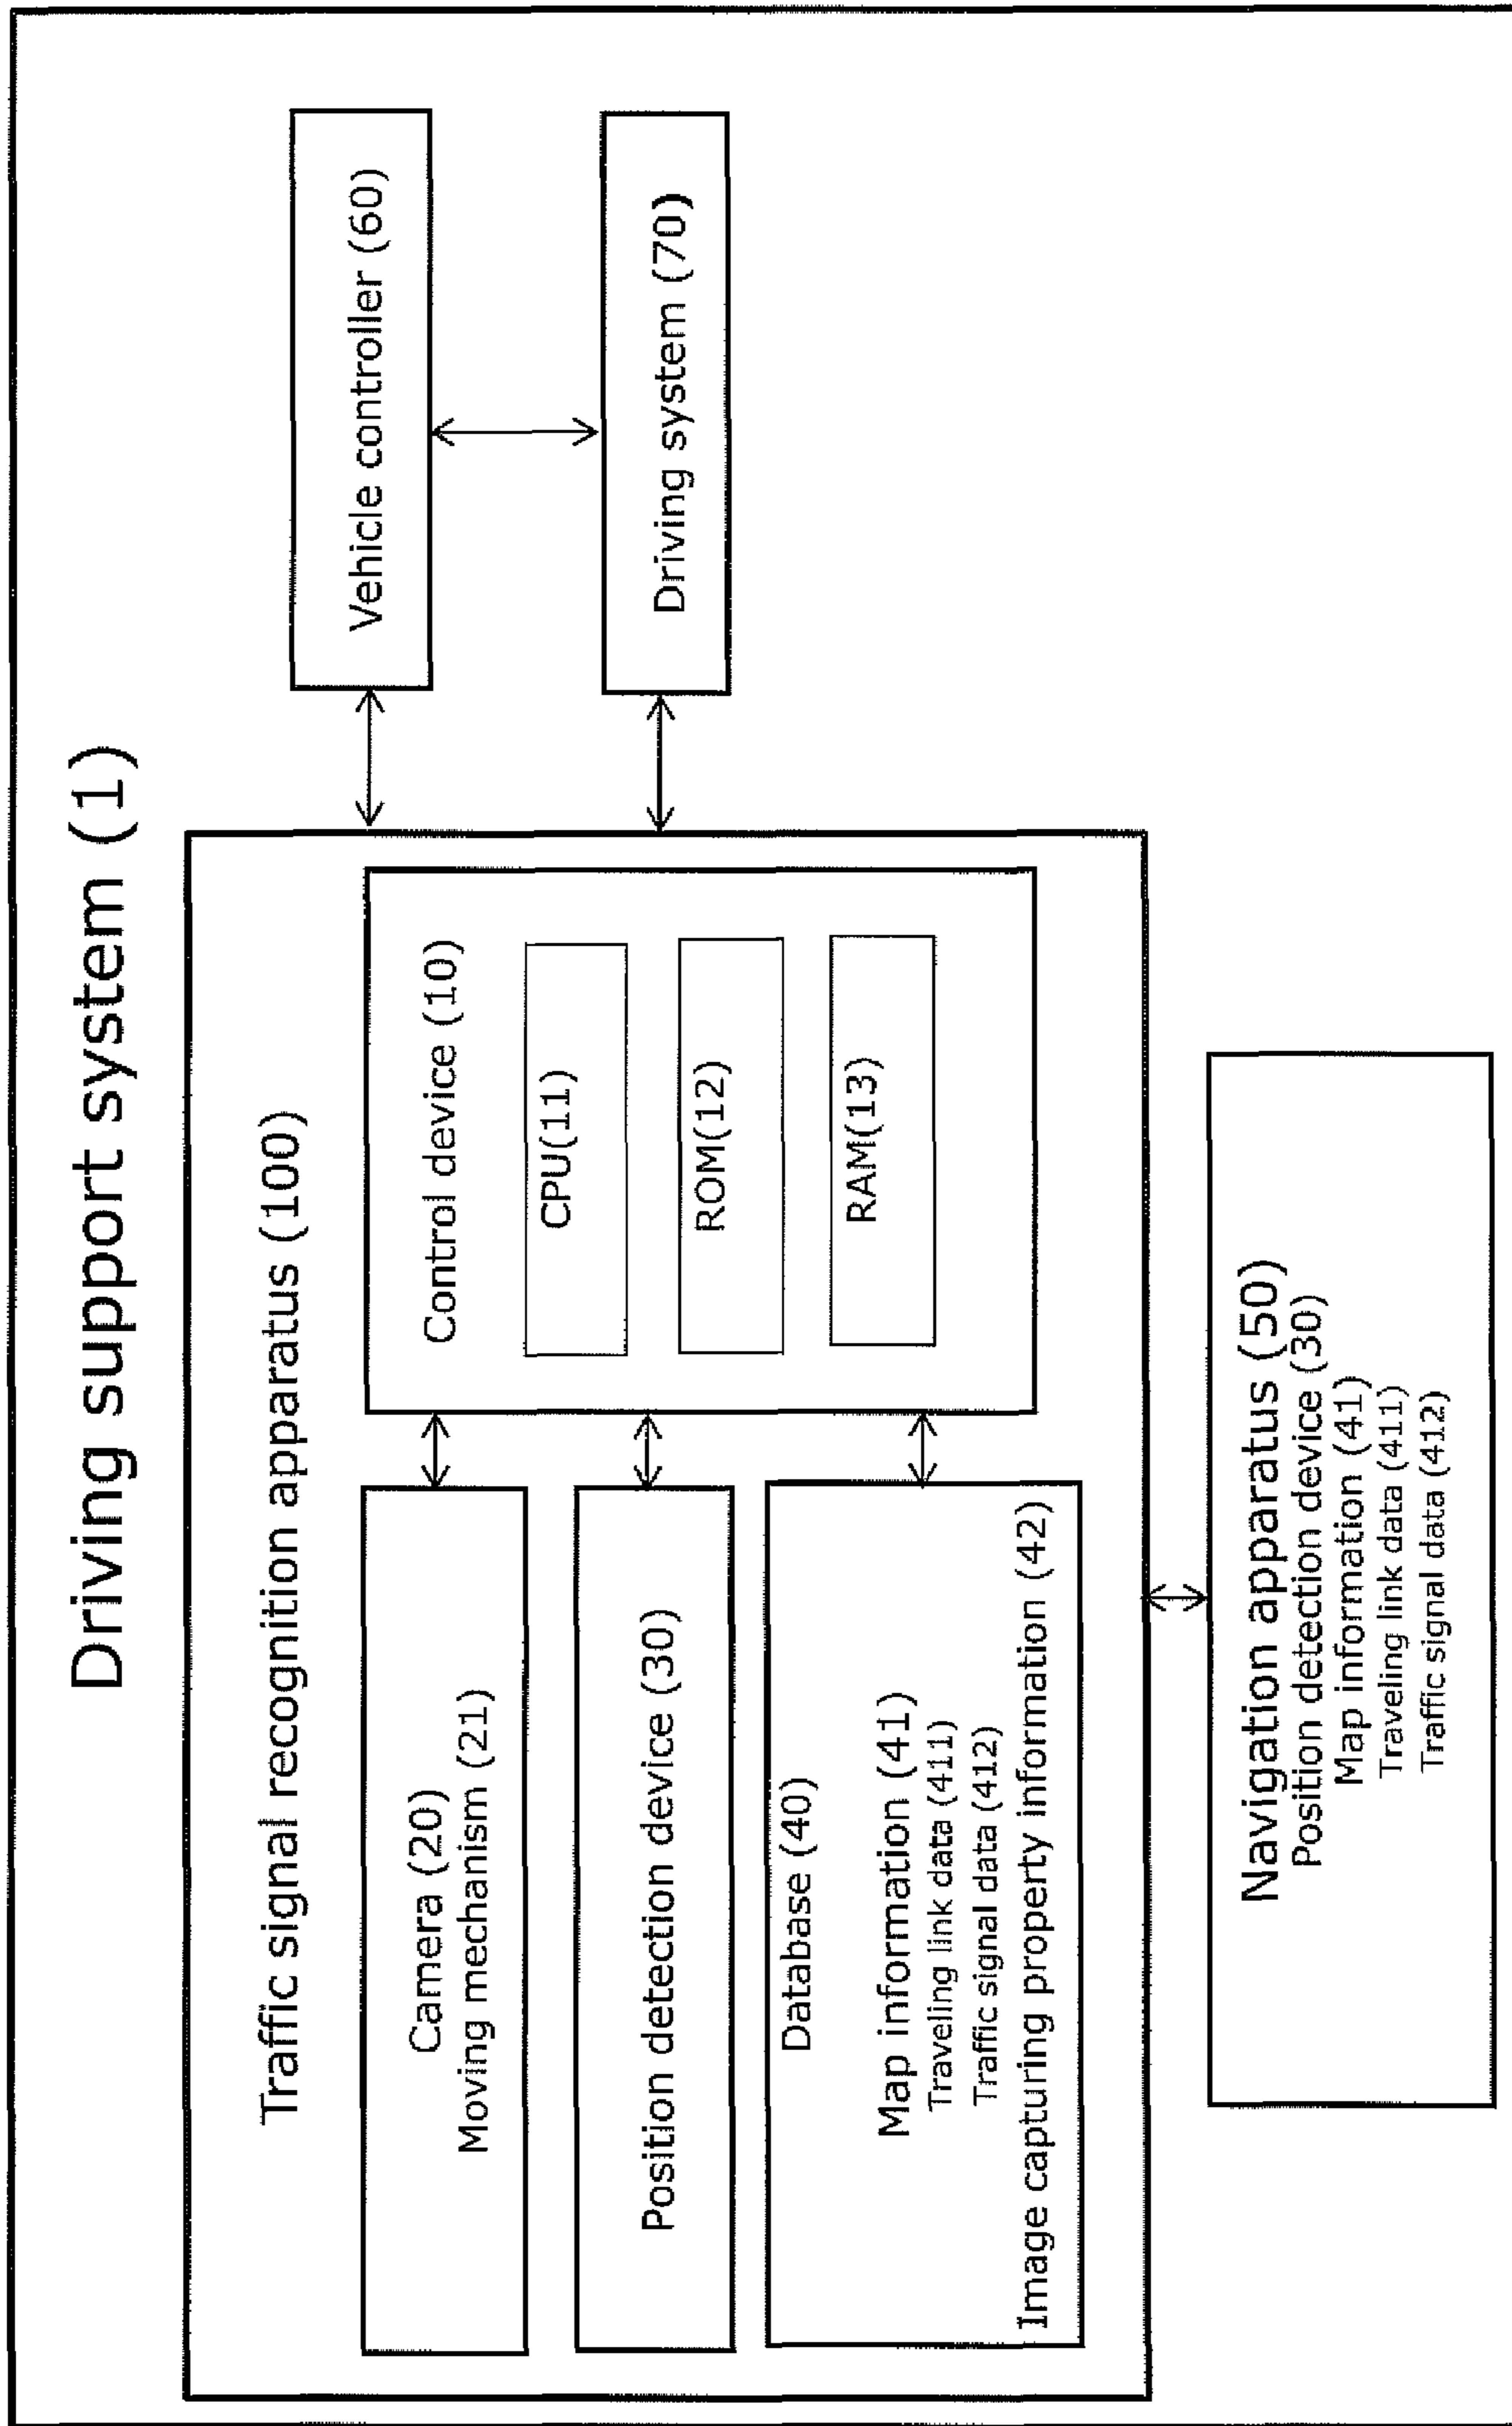 Driving support system (1)
Traffic signal recognition apparatus (100)
Camera (20)
Moving mechanism (21)
Position detection device (30)
Database (40)
Map information (41)
Traveling link data (411)
Traffic signal data (412)
Image capturing property information (42)
Control device (10)
CPU(11)
ROM(12)
RAM(13)
Vehicle controller (60)
Driving system (70)
Navigation apparatus (50)
Position detection device (30)
Map information (41)
Traveling link data (411)
Traffic signal data (412)